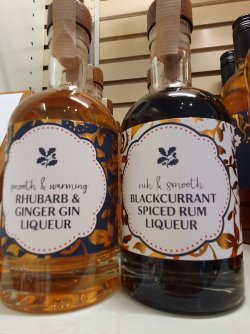 smooth & warming
RHUBARB &
GINGER GIN
LIQUEUR
rich & smooth
BLACKCURRANT
SPICED RUM
LIQUEUR